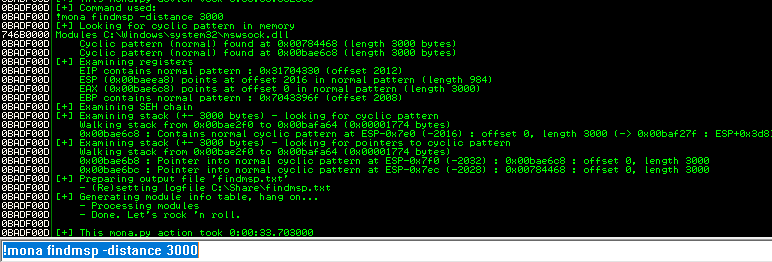 0BADF00D [+] This mona.py action took 0:00:32.582000
0BADF00D [+] Command used:
0BADF00D !mona findmsp -distance 3000
0BADF00D [+] Looking for cyclic pattern in memory
746B0000 Modules C:\Windows\system32\mswsock.dll
0BADF00D Cyclic pattern (normal) found at 0x00784468 (length 3000 bytes)
0BADF00D Cyclic pattern (normal) found at 0x00bae6c8 (length 3000 bytes)
0BADF00D [+] Examining registers
0BADF00D EIP contains normal pattern : 0x31704330 (offset 2012)
0BADF00D ESP (0x00baeea8) points at offset 2016 in normal pattern (length 984)
0BADF00D EAX (0x00bae6c8) points at offset 0 in normal pattern (length 3000)
0BADF00D EBP contains normal pattern : 0x7043396f (offset 2008)
0BADF00D [+] Examining SEH chain
0BADF00D [+] Examining stack (+- 3000 bytes) - looking for cyclic pattern
0BADF00D Walking stack from 0x00bae2f0 to 0x00bafa64 (0x00001774 bytes)
0BADF00D 0x00bae6c8 : Contains normal cyclic pattern at ESP-0x7e0 (-2016) : offset 0, length 3000 (-> 0x00baf27f : ESP+0x3d8)
0BADF00D [+] Examining stack (+- 3000 bytes) - looking for pointers to cyclic pattern
0BADF00D Walking stack from 0x00bae2f0 to 0x00bafa64 (0x00001774 bytes)
0BADF00D 0x00bae6b8 : Pointer into normal cyclic pattern at ESP-0x7f0 (-2032) : 0x00bae6c8 : offset 0, length 3000
0BADF00D 0x00bae6bc : Pointer into normal cyclic pattern at ESP-0x7ec (-2028) : 0x00784468 : offset 0, length 3000
0BADF00D [+] Preparing output file 'findmsp.txt'
0BADF00D - (Re)setting logfile C:\Share\findmsp.txt
0BADF00D [+] Generating module info table, hang on...
0BADF00D - Processing modules
0BADF00D - Done. Let's rock 'n roll.
0BADF00D
0BADF00D [+] This mona.py action took 0:00:33.703000
!mona findmsp -distance 3000